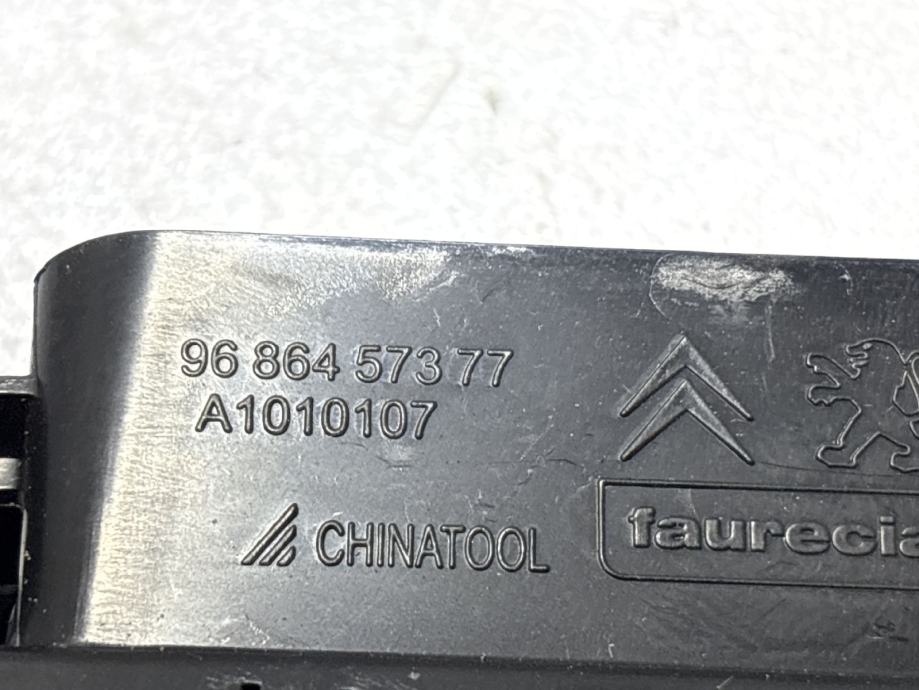 96 864 573 77
A1010107
CHINATOOL
faurecia